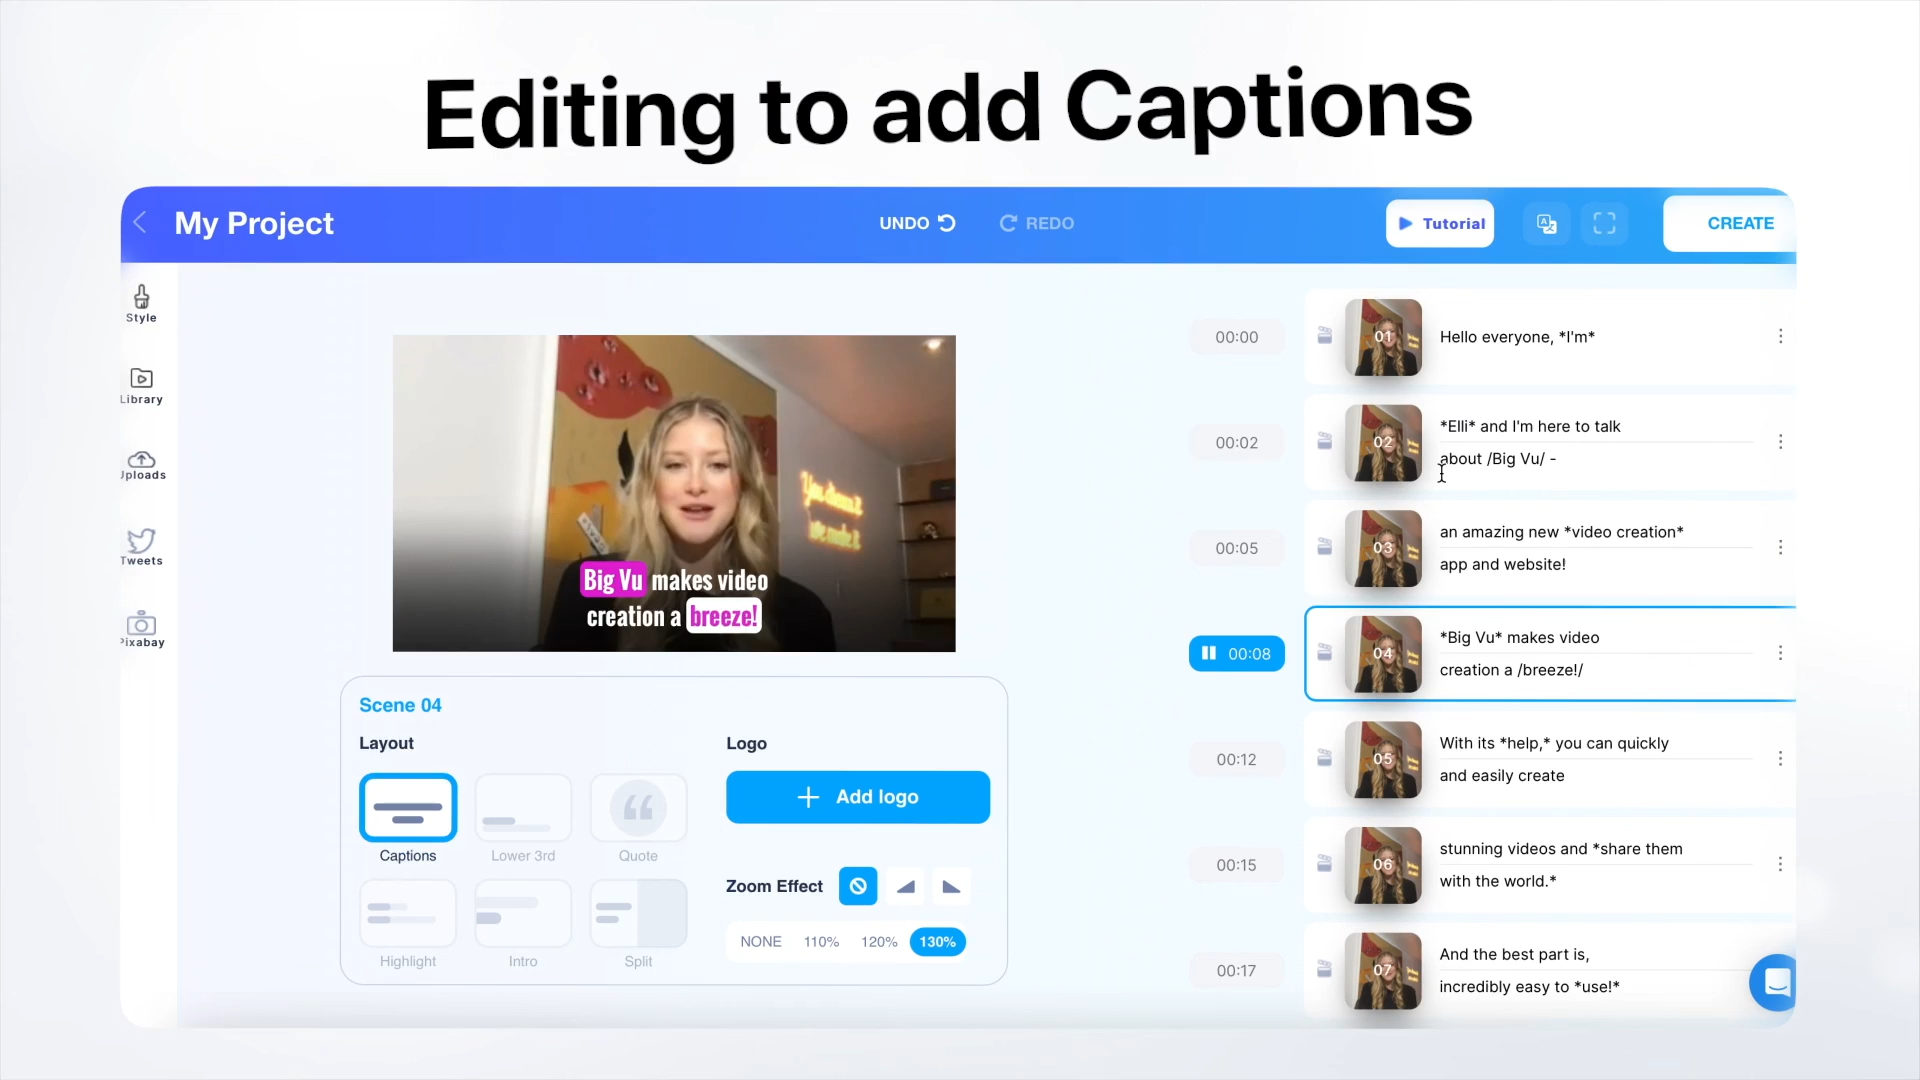 Editing to add Captions
My Project
UNDO
REDO
Tutorial
CREATE
Style
Library
Uploads
Tweets
Pixabay
Big Vu makes video
creation a breeze!
Scene 04
Layout
Captions
Lower 3rd
Quote
Highlight
Intro
Split
Logo
Add logo
Zoom Effect
NONE 110% 120% 130%
00:00
01
Hello everyone, *I'm*
00:02
02
*Elli* and I'm here to talk
about /Big Vu/ -
00:05
03
an amazing new *video creation*
app and website!
00:08
04
*Big Vu* makes video
creation a /breeze!/
00:12
05
With its *help,* you can quickly
and easily create
00:15
06
stunning videos and *share them
with the world.*
00:17
07
And the best part is,
incredibly easy to *use!*